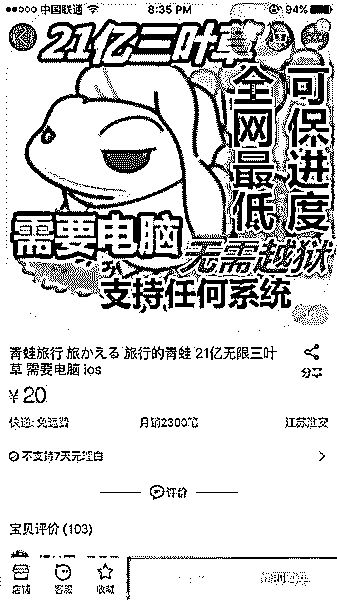 中国联通
8:35 PM
94%
21亿三叶草
全网最低
可保进度
需要电脑
无需越狱
支持任何系统
青蛙旅行 旅かえる 旅行的青蛙 21亿无限三叶
草 需要电脑 ios
分享
¥20
快递: 免运费
月销2300笔
江苏淮安
不支持7天无理由
评价
宝贝评价 (103)
店铺
客服
收藏